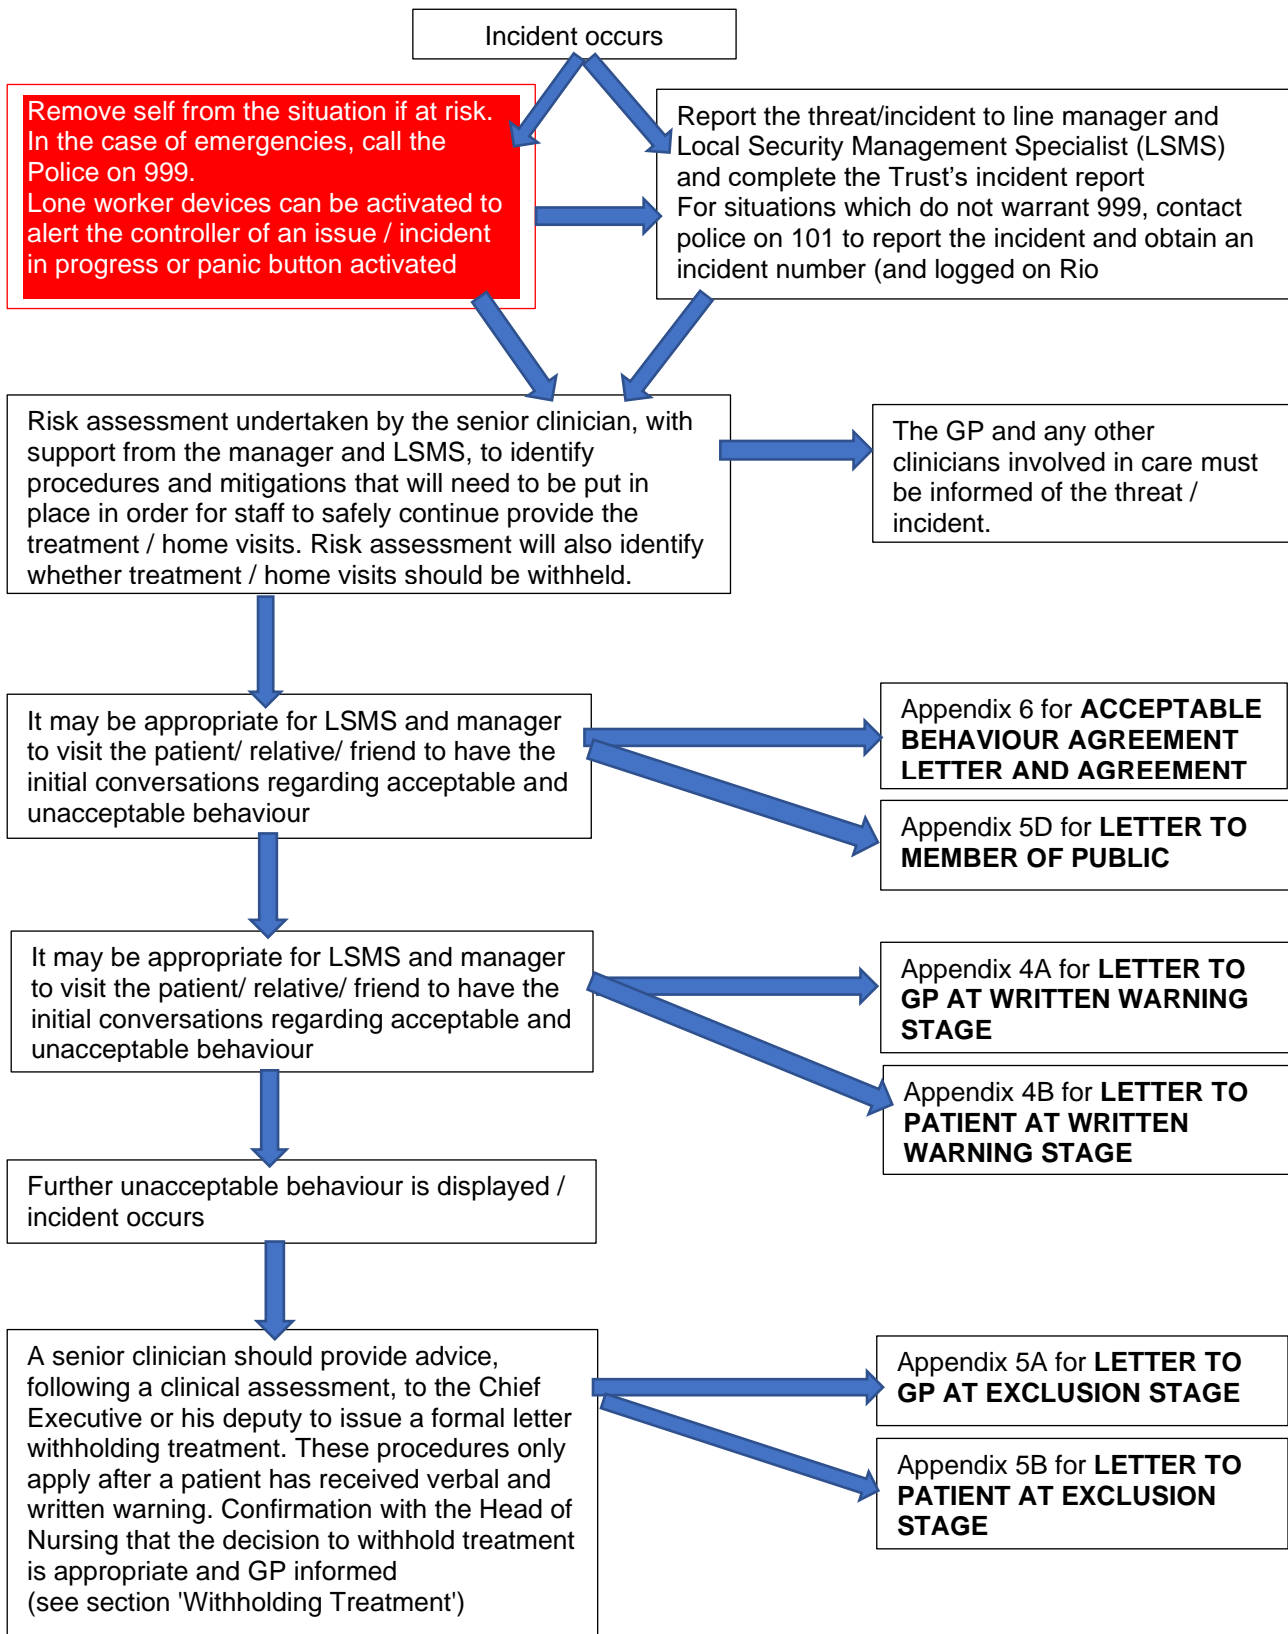 Incident occurs
Remove self from the situation if at risk.
In the case of emergencies, call the
Police on 999.
Lone worker devices can be activated to
alert the controller of an issue / incident
in progress or panic button activated
Report the threat/incident to line manager and
Local Security Management Specialist (LSMS)
and complete the Trust’s incident report
For situations which do not warrant 999, contact
police on 101 to report the incident and obtain an
incident number (and logged on Rio
Risk assessment undertaken by the senior clinician, with
support from the manager and LSMS, to identify
procedures and mitigations that will need to be put in
place in order for staff to safely continue provide the
treatment / home visits. Risk assessment will also identify
whether treatment / home visits should be withheld.
The GP and any other
clinicians involved in care must
be informed of the threat /
incident.
It may be appropriate for LSMS and manager
to visit the patient/ relative/ friend to have the
initial conversations regarding acceptable and
unacceptable behaviour
Appendix 6 for ACCEPTABLE
BEHAVIOUR AGREEMENT
LETTER AND AGREEMENT
Appendix 5D for LETTER TO
MEMBER OF PUBLIC
It may be appropriate for LSMS and manager
to visit the patient/ relative/ friend to have the
initial conversations regarding acceptable and
unacceptable behaviour
Appendix 4A for LETTER TO
GP AT WRITTEN WARNING
STAGE
Appendix 4B for LETTER TO
PATIENT AT WRITTEN
WARNING STAGE
Further unacceptable behaviour is displayed /
incident occurs
A senior clinician should provide advice,
following a clinical assessment, to the Chief
Executive or his deputy to issue a formal letter
withholding treatment. These procedures only
apply after a patient has received verbal and
written warning. Confirmation with the Head of
Nursing that the decision to withhold treatment
is appropriate and GP informed
(see section 'Withholding Treatment')
Appendix 5A for LETTER TO
GP AT EXCLUSION STAGE
Appendix 5B for LETTER TO
PATIENT AT EXCLUSION
STAGE